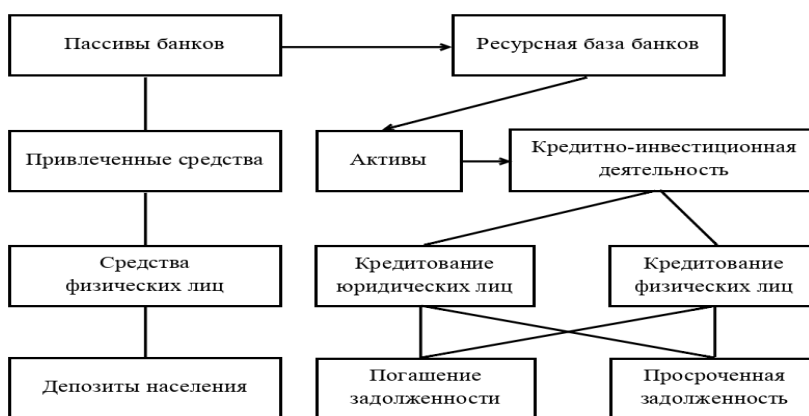 Пассивы банков
Ресурсная база банков
Привлеченные средства
Активы
Кредитно-инвестиционная
деятельность
Средства
физических лиц
Кредитование
юридических лиц
Кредитование
физических лиц
Депозиты населения
Погашение
задолженности
Просроченная
задолженность